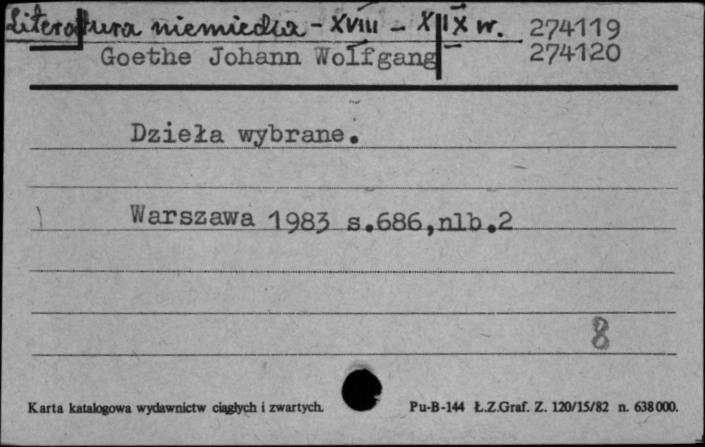 Literatura niemiecka - XVIII - XIX w. 274119
Goethe Johann Wolfgang 274120
Dzieła wybrane.
Warszawa 1983 s.686,nlb.2
8
Karta katalogowa wydawnictw ciągłych i zwartych. Pu-B-144 Ł.Z.Graf. Z. 120/15/82 n. 638000.